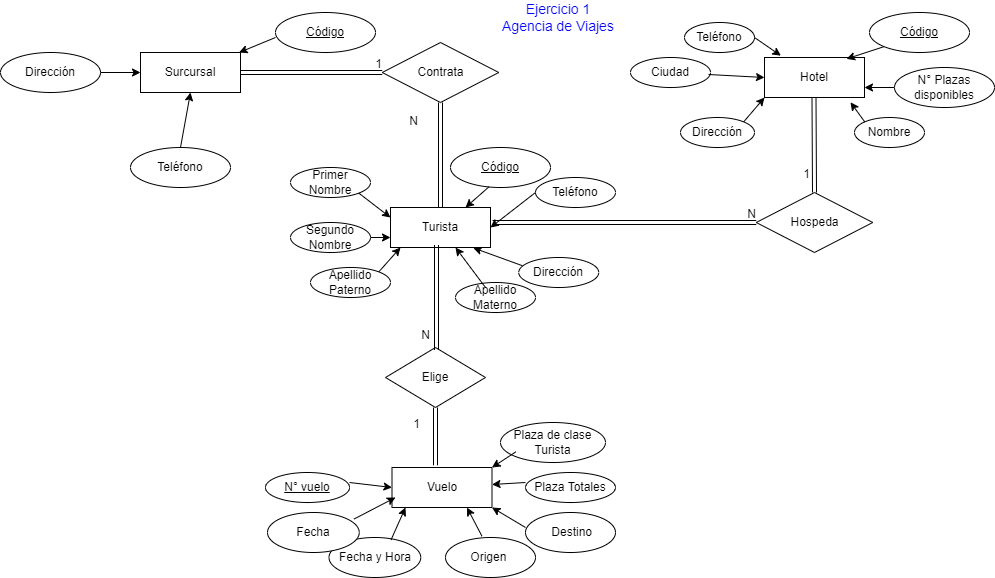 Ejercicio 1
Agencia de Viajes
Código
Dirección
Sucursal
1
Contrata
Teléfono
N
Teléfono
Código
Ciudad
Hotel
N° Plazas
disponibles
Dirección
Nombre
1
Primer
Nombre
Código
Teléfono
Segundo
Nombre
Turista
N
Hospeda
Apellido
Paterno
Apellido
Materno
Dirección
N
Elige
1
Plaza de clase
Turista
N° vuelo
Vuelo
Plaza Totales
Fecha
Fecha y Hora
Origen
Destino